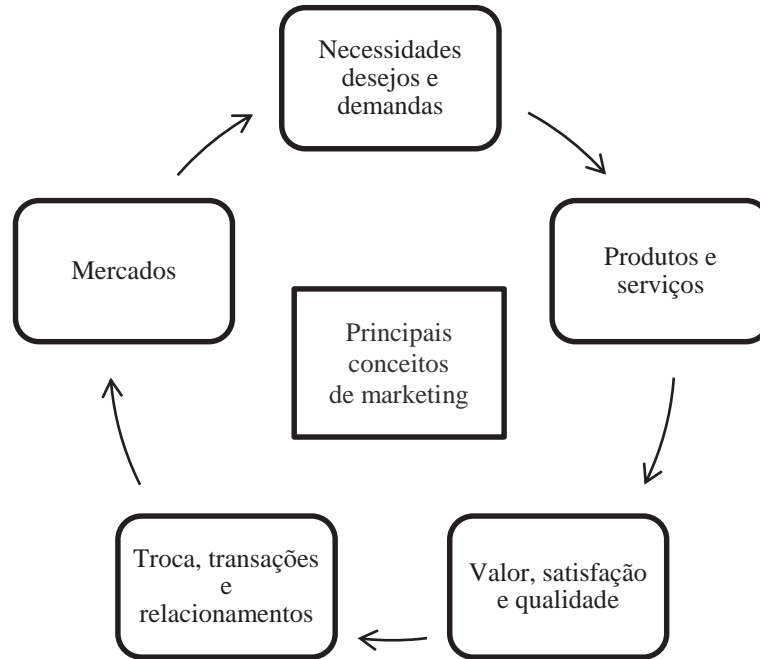 Necessidades
desejos e
demandas
Produtos e
serviços
Valor, satisfação
e qualidade
Troca, transações
e
relacionamentos
Mercados
Principais
conceitos
de marketing